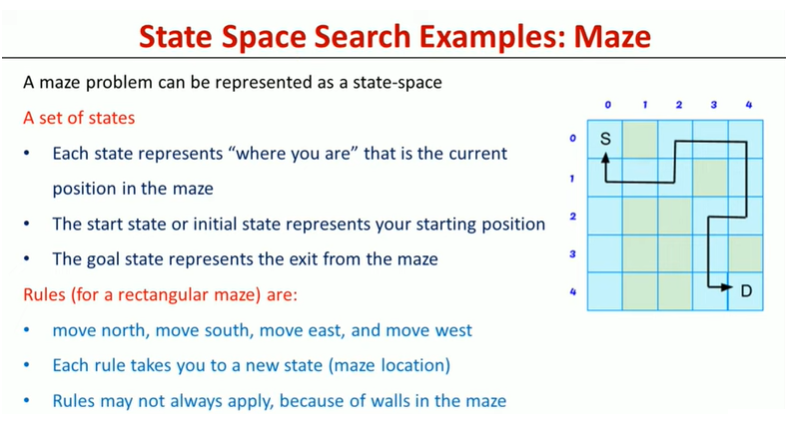 State Space Search Examples: Maze
A maze problem can be represented as a state-space
A set of states
• Each state represents “where you are” that is the current
position in the maze
• The start state or initial state represents your starting position
• The goal state represents the exit from the maze
Rules (for a rectangular maze) are:
• move north, move south, move east, and move west
• Each rule takes you to a new state (maze location)
• Rules may not always apply, because of walls in the maze
0 1 2 3 4
0 S
1
2
3
4 D